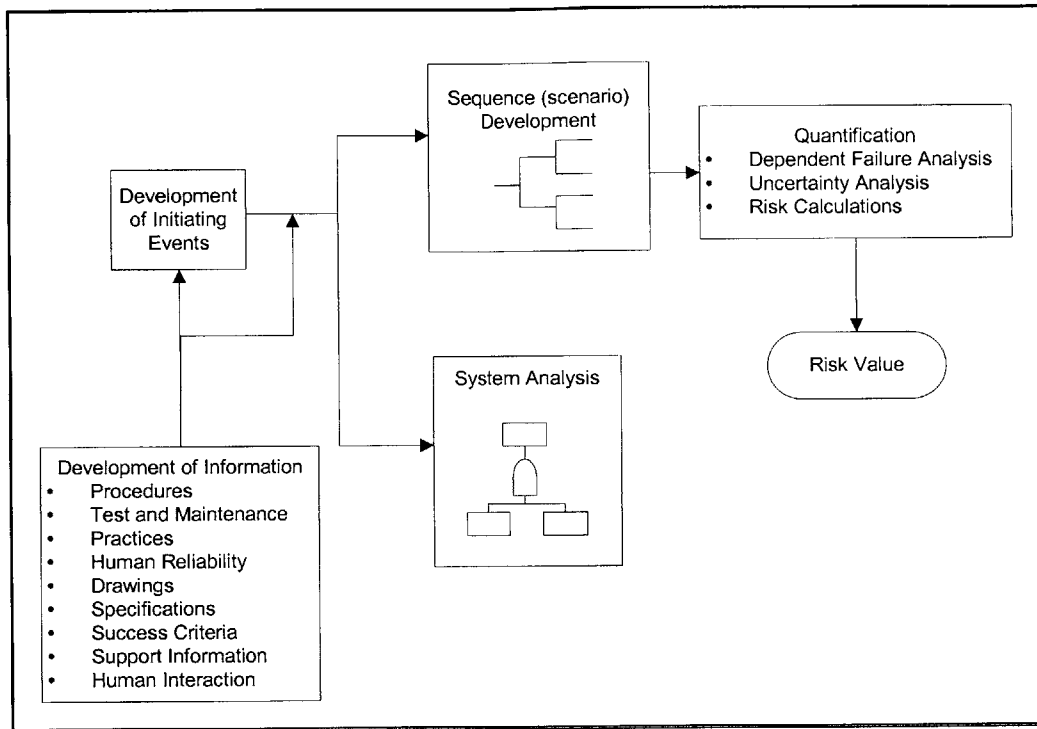 Sequence (scenario)
Development
Quantification
• Dependent Failure Analysis
• Uncertainty Analysis
• Risk Calculations
Development
of Initiating
Events
Risk Value
System Analysis
Development of Information
• Procedures
• Test and Maintenance
• Practices
• Human Reliability
• Drawings
• Specifications
• Success Criteria
• Support Information
• Human Interaction